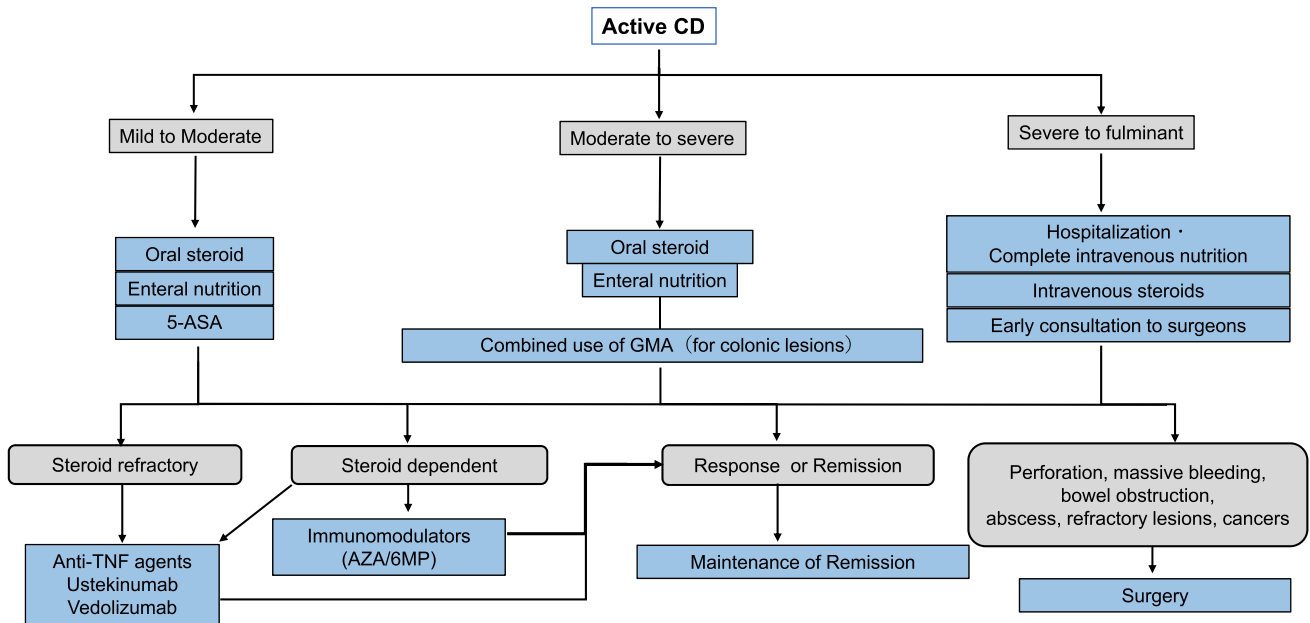 Active CD
Mild to Moderate
Moderate to severe
Severe to fulminant
Oral steroid
Enteral nutrition
5-ASA
Oral steroid
Enteral nutrition
Combined use of GMA（for colonic lesions）
Hospitalization・
Complete intravenous nutrition
Intravenous steroids
Early consultation to surgeons
Steroid refractory
Steroid dependent
Response or Remission
Perforation, massive bleeding,
bowel obstruction,
abscess, refractory lesions, cancers
Anti-TNF agents
Ustekinumab
Vedolizumab
Immunomodulators
(AZA/6MP)
Maintenance of Remission
Surgery